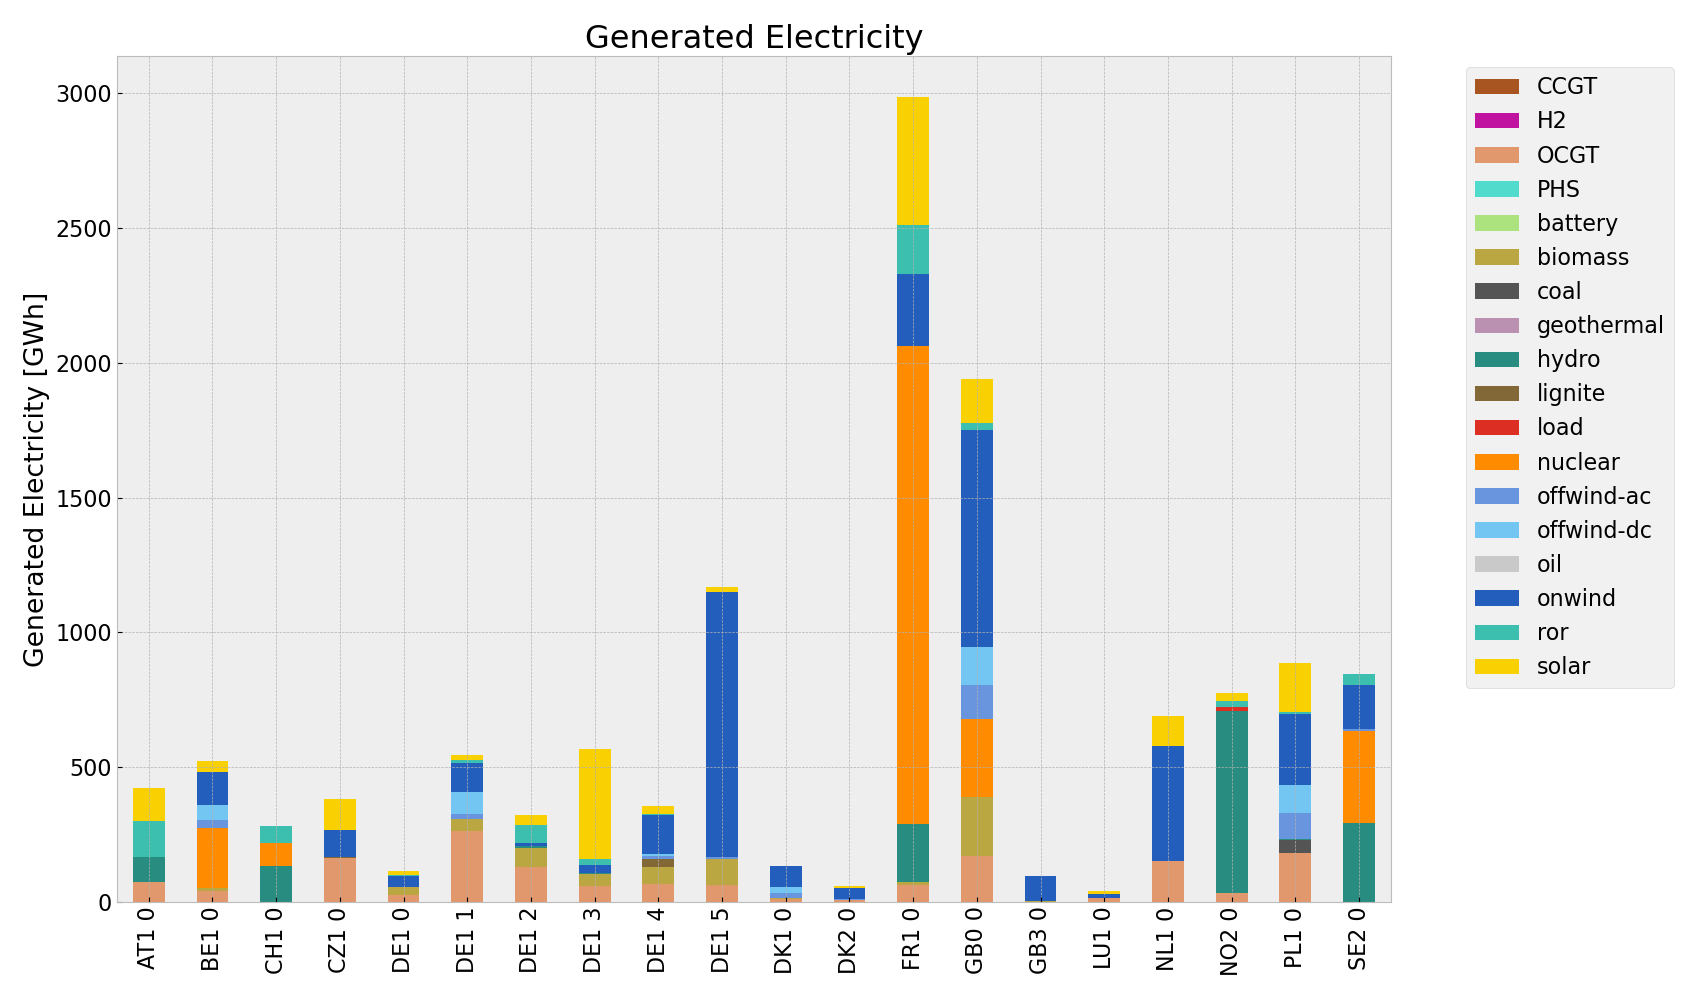 Generated Electricity
Generated Electricity [GWh]
3000
2500
2000
1500
1000
500
0
AT1 0
BE1 0
CH1 0
CZ1 0
DE1 0
DE1 1
DE1 2
DE1 3
DE1 4
DE1 5
DK1 0
DK2 0
FR1 0
GB0 0
GB3 0
LU1 0
NL1 0
NO2 0
PL1 0
SE2 0
CCGT
H2
OCGT
PHS
battery
biomass
coal
geothermal
hydro
lignite
load
nuclear
offwind-ac
offwind-dc
oil
onwind
ror
solar